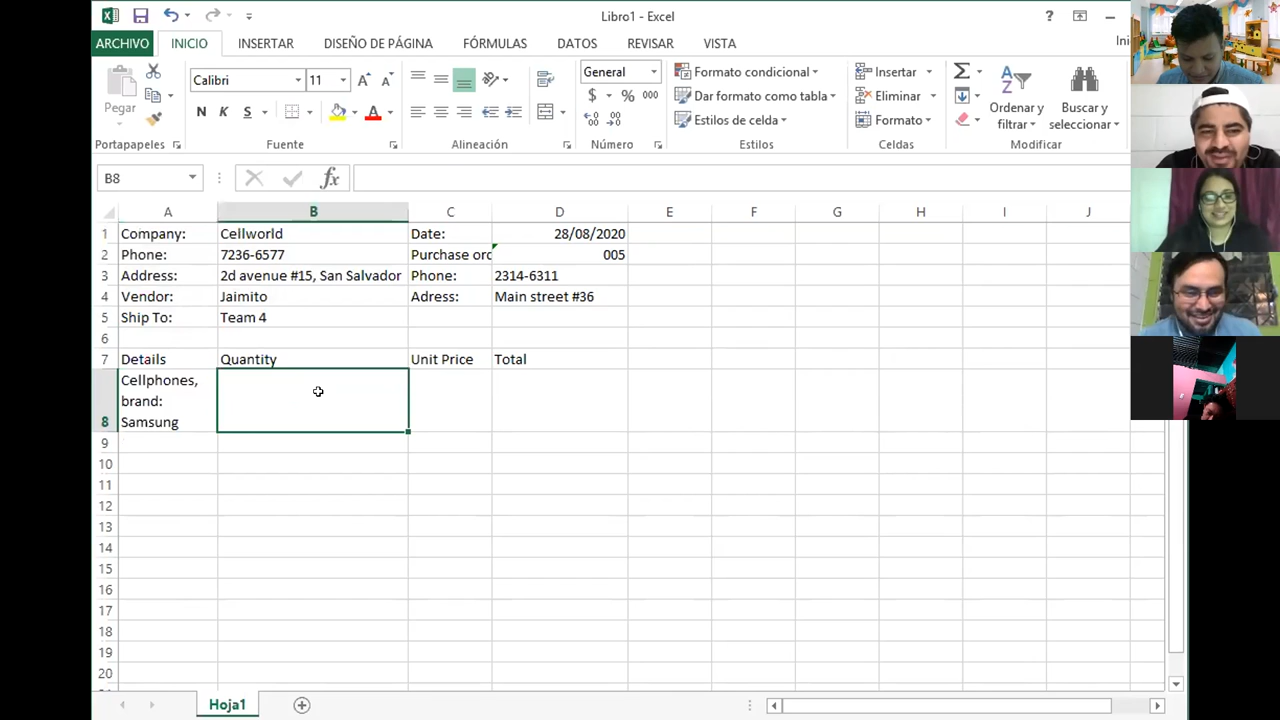 Libro1 - Excel
ARCHIVO INICIO INSERTAR DISEÑO DE PÁGINA FÓRMULAS DATOS REVISAR VISTA
Calibri 11 General Formato condicional Insertar
Pegar N K S $ % 000 Dar formato como tabla Eliminar Ordenar y filtrar Buscar y seleccionar
Estilos de celda Formato
Portapapeles Fuente Alineación Número Estilos Celdas Modificar
B8 fx
A B C D E F G H I J
1 Company: Cellworld Date: 28/08/2020
2 Phone: 7236-6577 Purchase orc 005
3 Address: 2d avenue #15, San Salvador Phone: 2314-6311
4 Vendor: Jaimito Adress: Main street #36
5 Ship To: Team 4
6
7 Details Quantity Unit Price Total
Cellphones,
brand:
8 Samsung
9
10
11
12
13
14
15
16
17
18
19
20
Hoja1